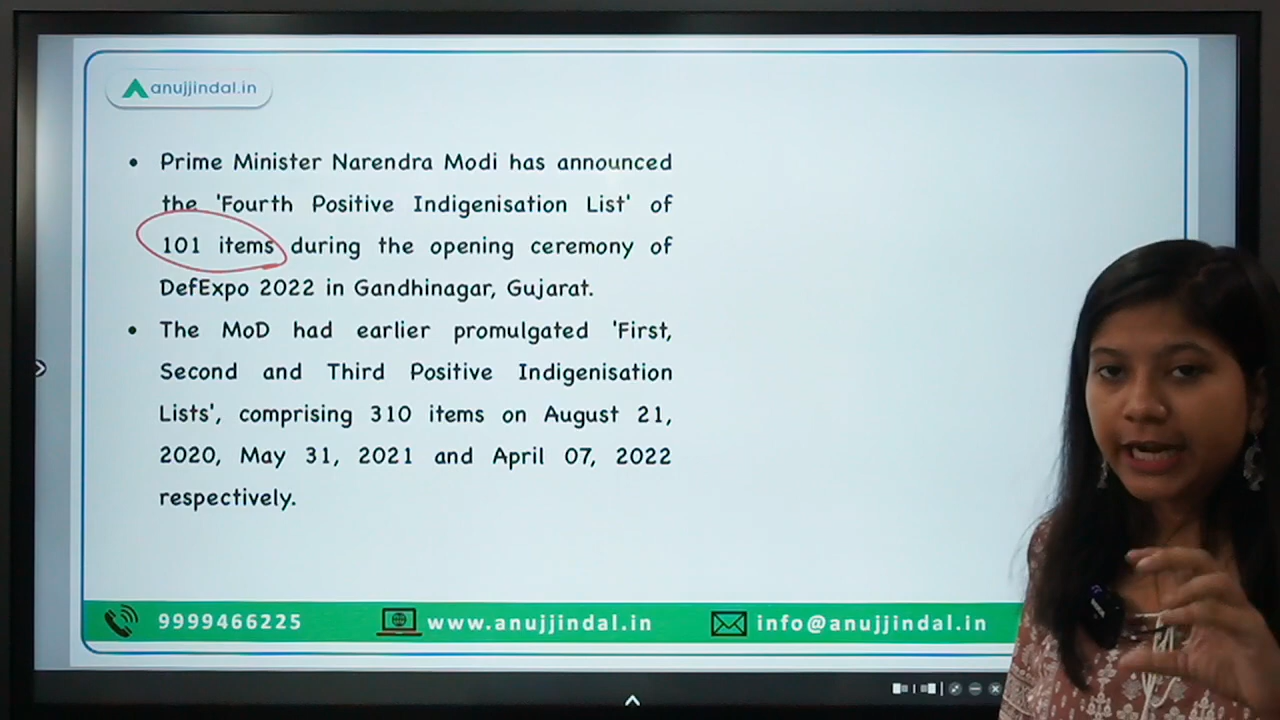 anujjindal.in
• Prime Minister Narendra Modi has announced
the 'Fourth Positive Indigenisation List' of
101 items during the opening ceremony of
DefExpo 2022 in Gandhinagar, Gujarat.
• The MoD had earlier promulgated 'First,
Second and Third Positive Indigenisation
Lists', comprising 310 items on August 21,
2020, May 31, 2021 and April 07, 2022
respectively.
9999466225 www.anujjindal.in info@anujjindal.in